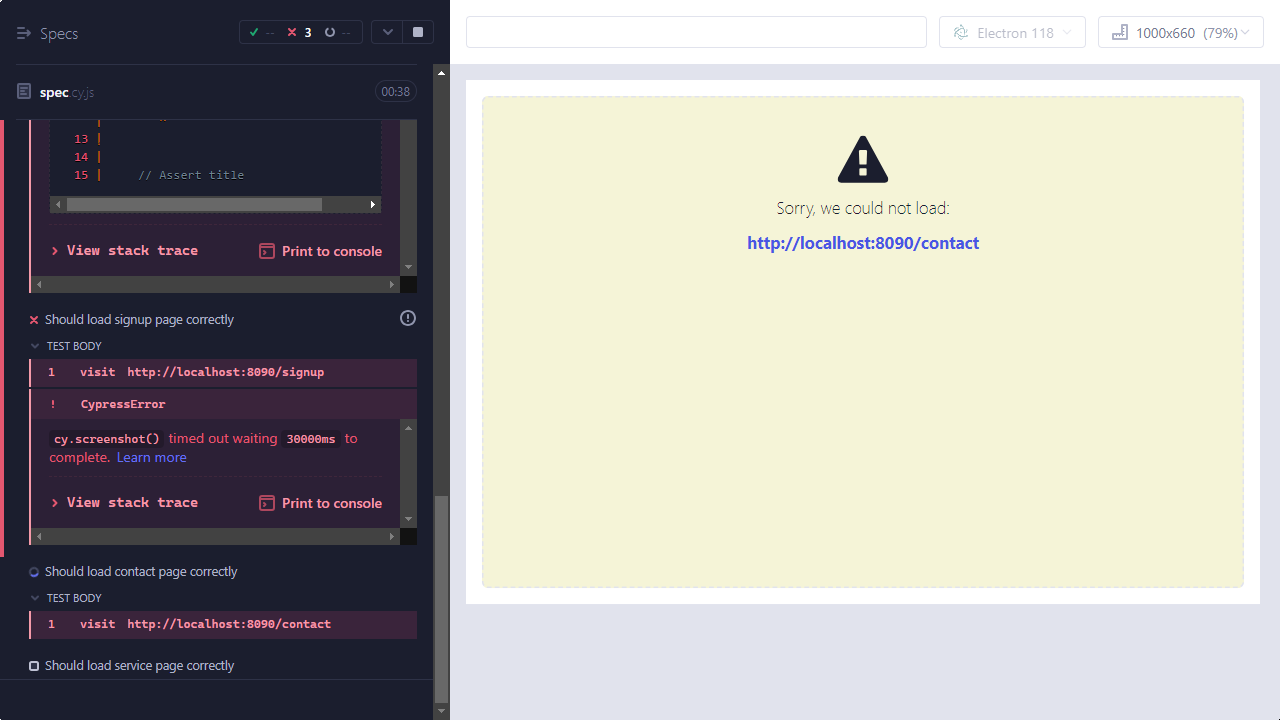 Specs
-- 3 --
spec.cy.js
00:38
13 |
14 |
15 | // Assert title
View stack trace
Print to console
Should load signup page correctly
TEST BODY
1 visit http://localhost:8090/signup
! CypressError
cy.screenshot() timed out waiting 30000ms to
complete. Learn more
View stack trace
Print to console
Should load contact page correctly
TEST BODY
1 visit http://localhost:8090/contact
Should load service page correctly
Electron 118
1000x660 (79%)
Sorry, we could not load:
http://localhost:8090/contact